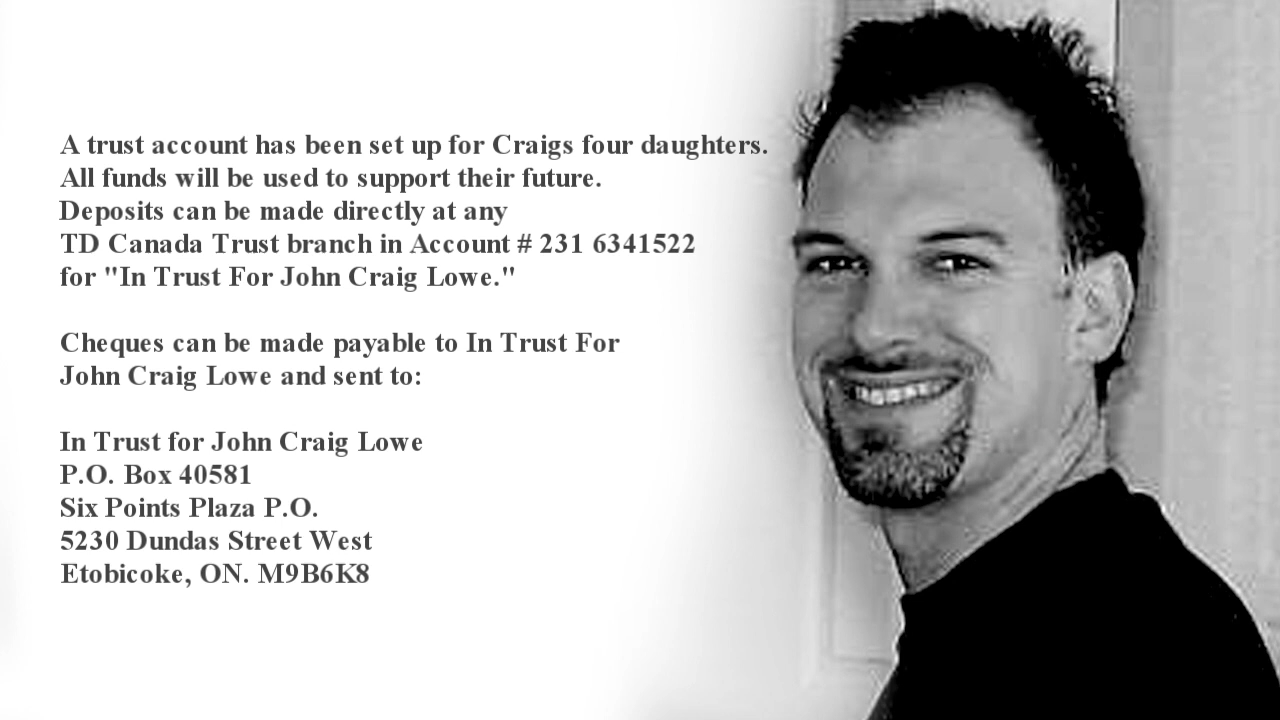 A trust account has been set up for Craigs four daughters.
All funds will be used to support their future.
Deposits can be made directly at any
TD Canada Trust branch in Account # 231 6341522
for "In Trust For John Craig Lowe."
Cheques can be made payable to In Trust For
John Craig Lowe and sent to:
In Trust for John Craig Lowe
P.O. Box 40581
Six Points Plaza P.O.
5230 Dundas Street West
Etobicoke, ON. M9B6K8